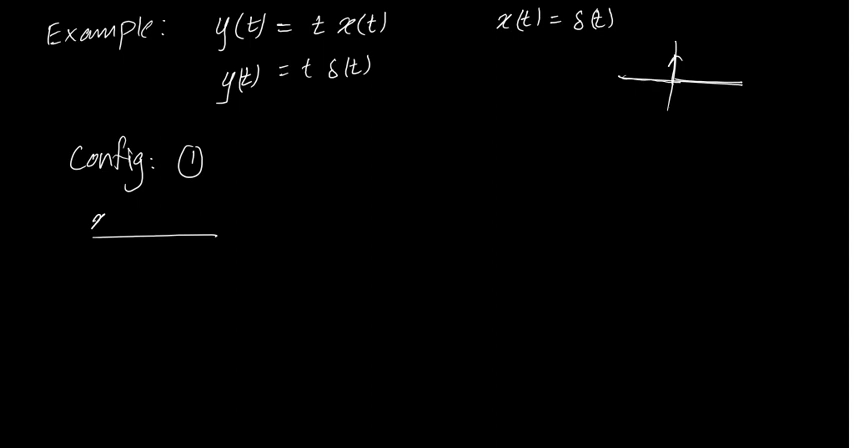 Example: y(t) = t x(t) x(t) = δ(t)
y(t) = t δ(t)
Config: ①
x